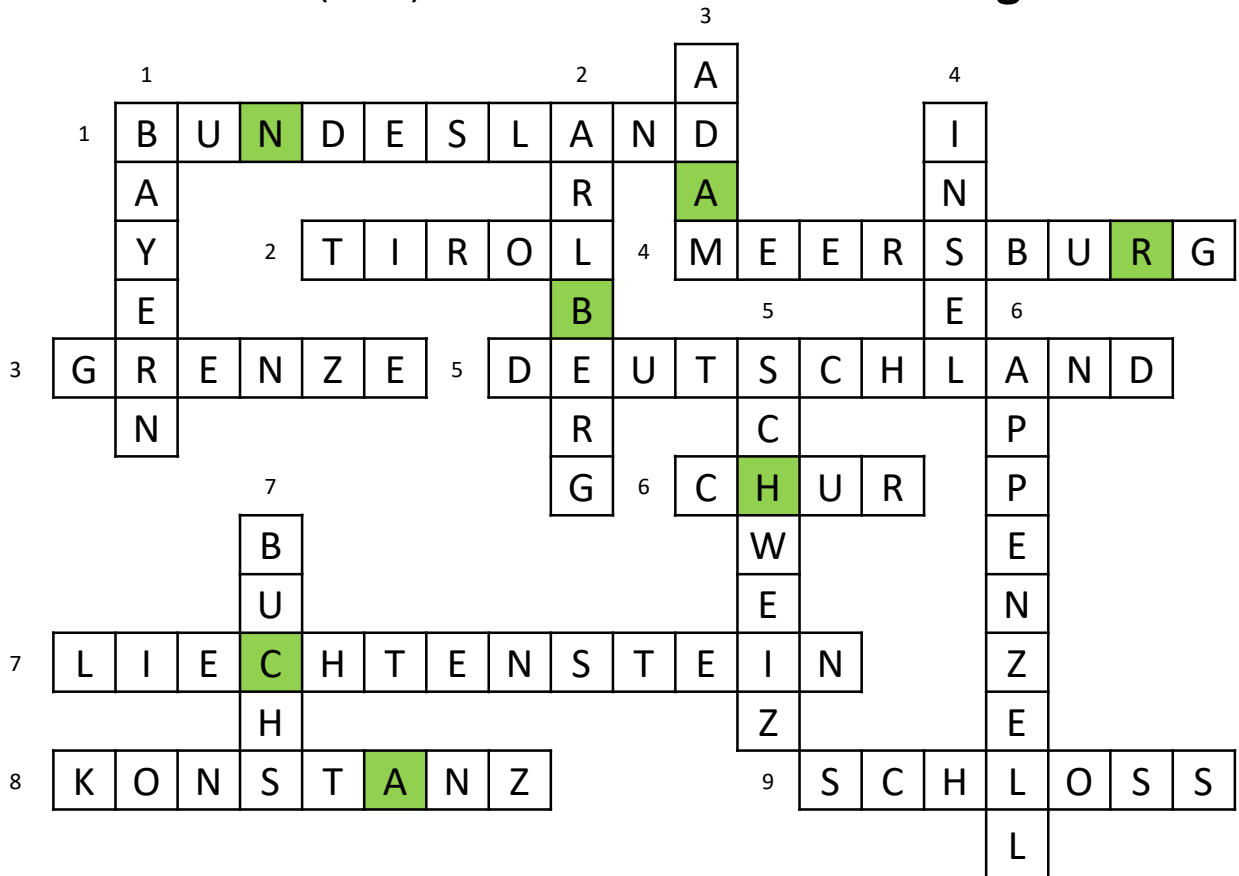 3
1 2 A 4
1 B U N D E S L A N D I
A R A N
Y 2 T I R O L 4 M E E R S B U R G
E B 5 E 6
3 G R E N Z E 5 D E U T S C H L A N D
N R C P
7 G 6 C H U R P
B W E
U E N
7 L I E C H T E N S T E I N Z
H Z E
8 K O N S T A N Z 9 S C H L O S S
L